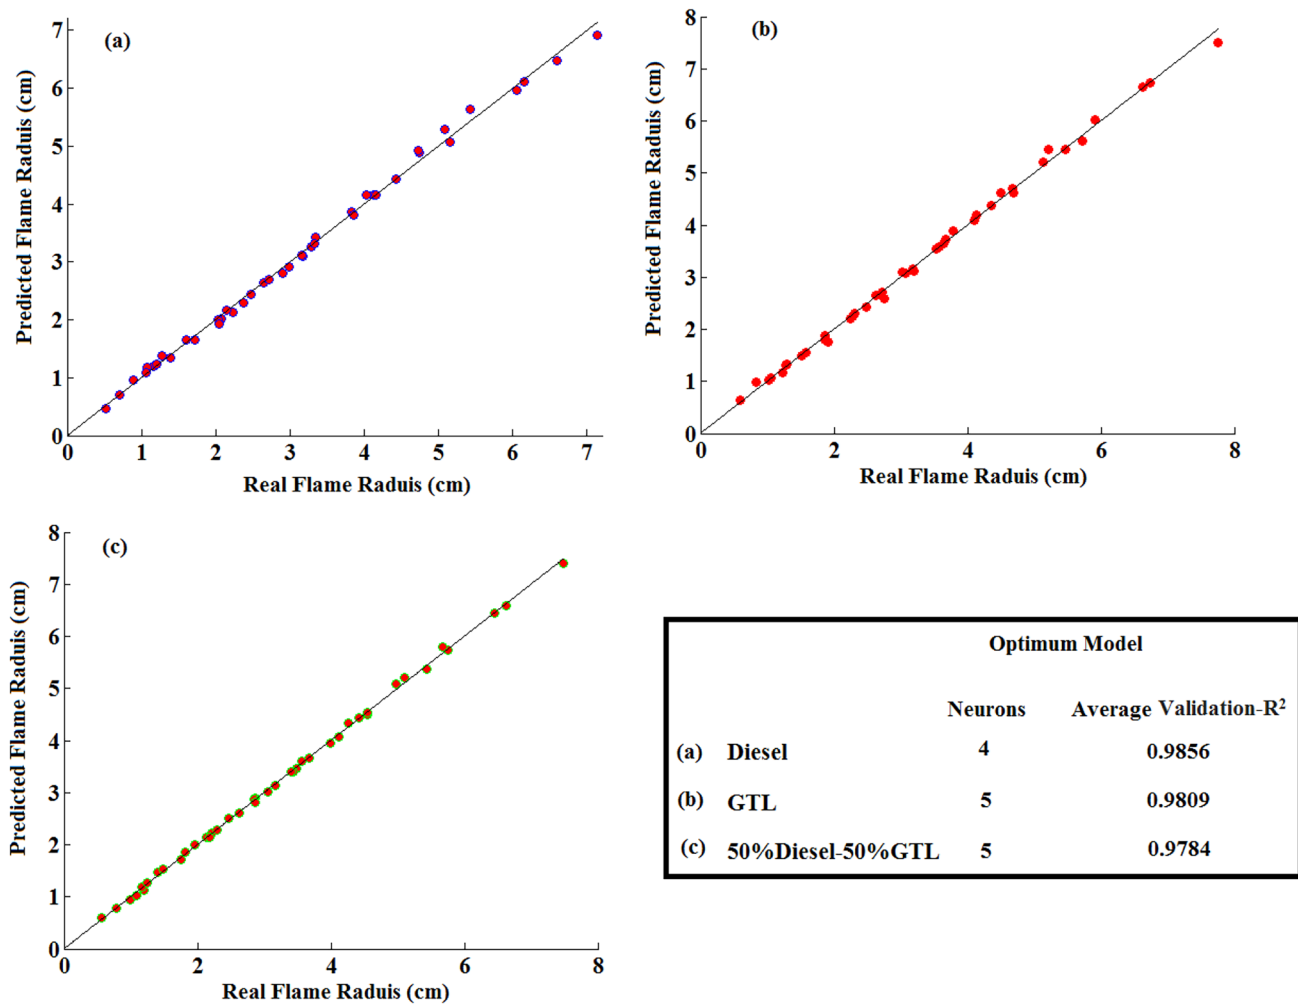 (a)
Predicted Flame Raduis (cm)
7
6
5
4
3
2
1
0
0 1 2 3 4 5 6 7
Real Flame Raduis (cm)
(b)
Predicted Flame Raduis (cm)
8
7
6
5
4
3
2
1
0
0 2 4 6 8
Real Flame Raduis (cm)
(c)
Predicted Flame Raduis (cm)
8
7
6
5
4
3
2
1
0
0 2 4 6 8
Real Flame Raduis (cm)
Optimum Model
Neurons Average Validation-R²
(a) Diesel 4 0.9856
(b) GTL 5 0.9809
(c) 50%Diesel-50%GTL 5 0.9784